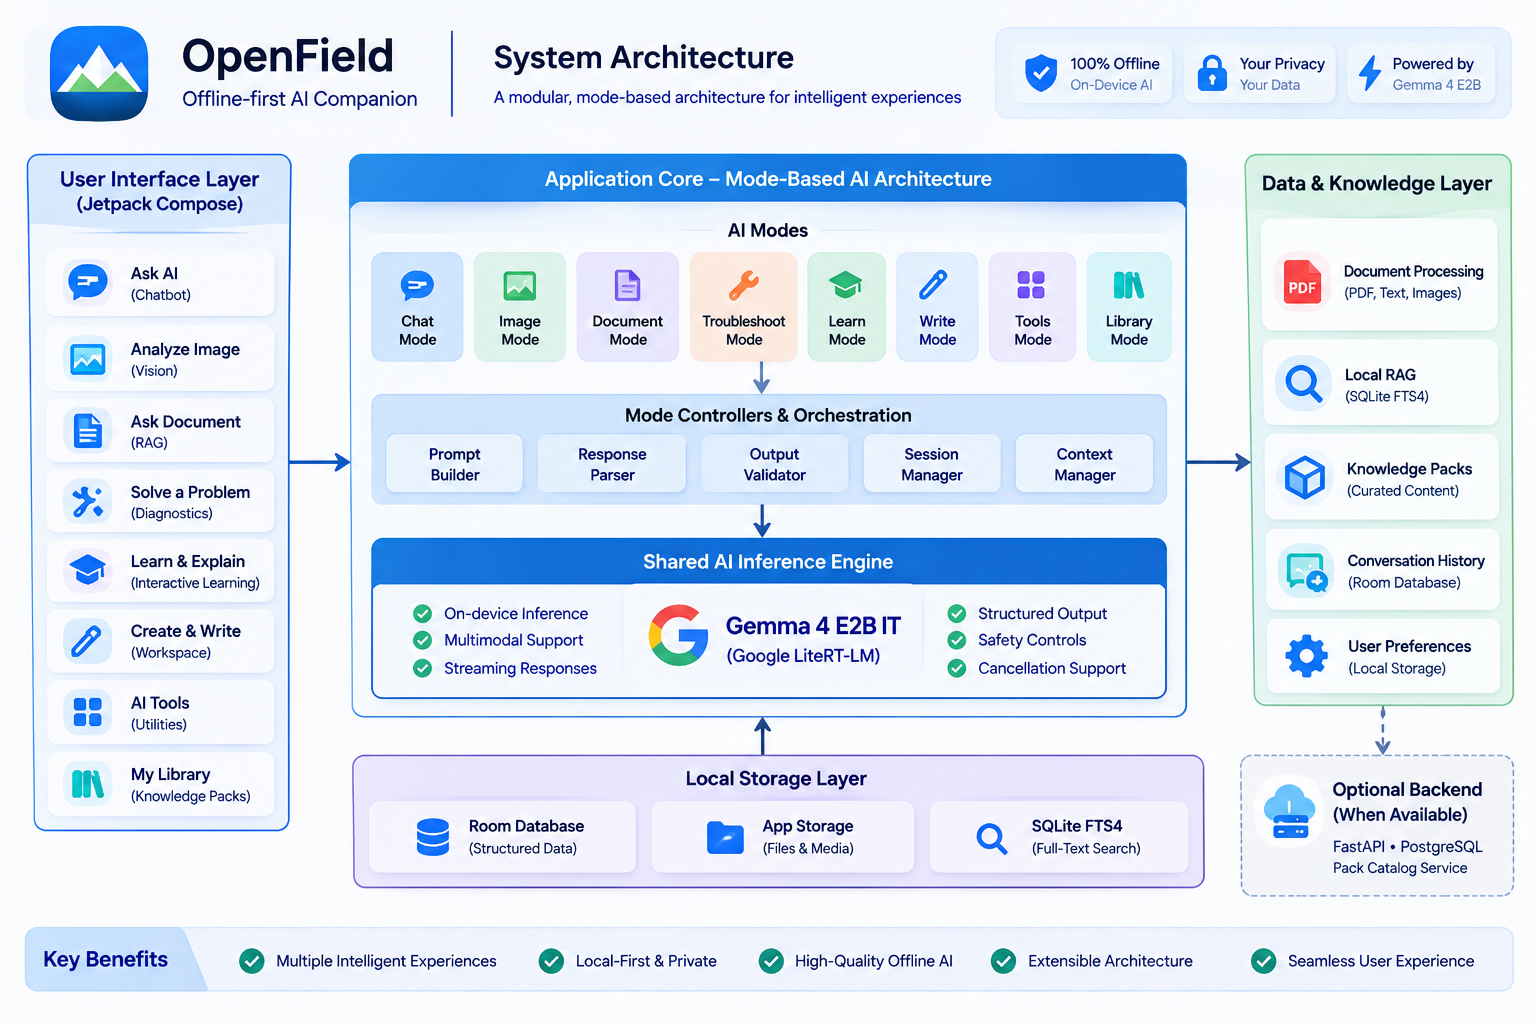 OpenField
Offline-first AI Companion
System Architecture
A modular, mode-based architecture for intelligent experiences
100% Offline
On-Device AI
Your Privacy
Your Data
Powered by
Gemma 4 E2B
User Interface Layer
(Jetpack Compose)
Ask AI
(Chatbot)
Analyze Image
(Vision)
Ask Document
(RAG)
Solve a Problem
(Diagnostics)
Learn & Explain
(Interactive Learning)
Create & Write
(Workspace)
AI Tools
(Utilities)
My Library
(Knowledge Packs)
Application Core – Mode-Based AI Architecture
AI Modes
Chat
Mode
Image
Mode
Document
Mode
Troubleshoot
Mode
Learn
Mode
Write
Mode
Tools
Mode
Library
Mode
Mode Controllers & Orchestration
Prompt
Builder
Response
Parser
Output
Validator
Session
Manager
Context
Manager
Shared AI Inference Engine
On-device Inference
Multimodal Support
Streaming Responses
Gemma 4 E2B IT
(Google LiteRT-LM)
Structured Output
Safety Controls
Cancellation Support
Local Storage Layer
Room Database
(Structured Data)
App Storage
(Files & Media)
SQLite FTS4
(Full-Text Search)
Data & Knowledge Layer
PDF
Document Processing
(PDF, Text, Images)
Local RAG
(SQLite FTS4)
Knowledge Packs
(Curated Content)
Conversation History
(Room Database)
User Preferences
(Local Storage)
Optional Backend
(When Available)
FastAPI • PostgreSQL
Pack Catalog Service
Key Benefits
Multiple Intelligent Experiences
Local-First & Private
High-Quality Offline AI
Extensible Architecture
Seamless User Experience